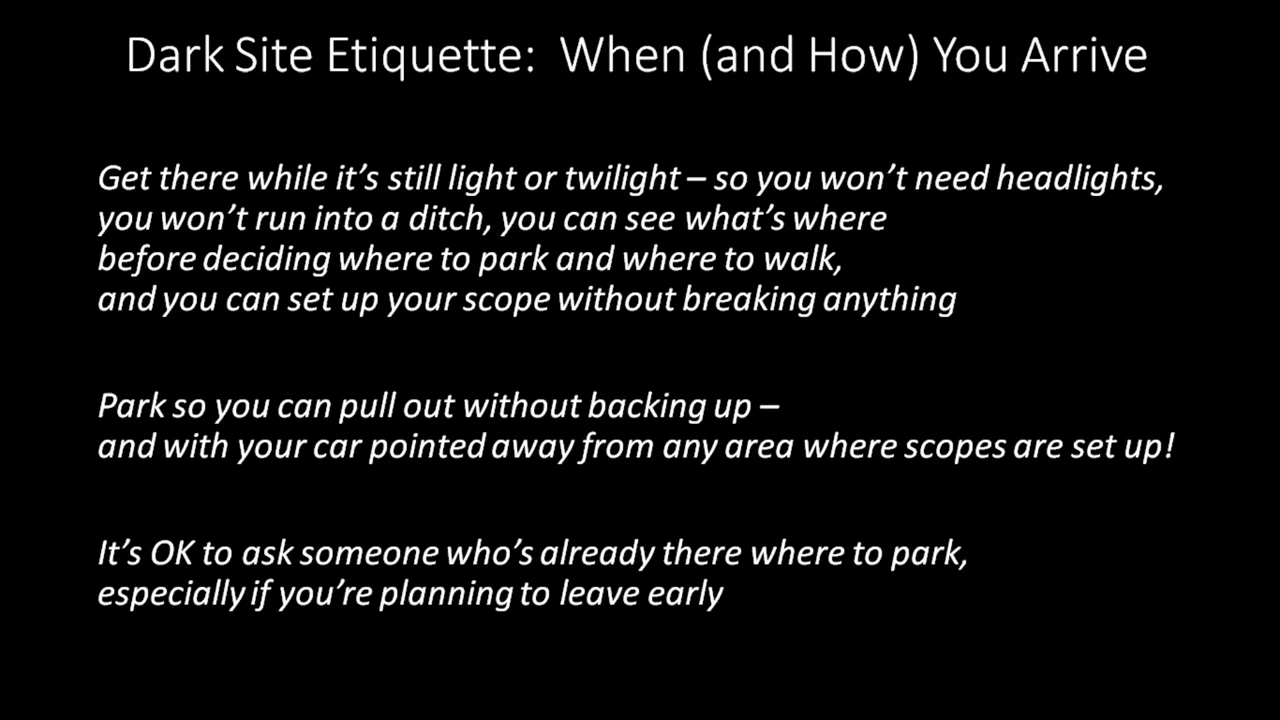 Dark Site Etiquette:  When (and How) You Arrive
Get there while it’s still light or twilight – so you won’t need headlights,
you won’t run into a ditch, you can see what’s where
before deciding where to park and where to walk,
and you can set up your scope without breaking anything
Park so you can pull out without backing up –
and with your car pointed away from any area where scopes are set up!
It’s OK to ask someone who’s already there where to park,
especially if you’re planning to leave early